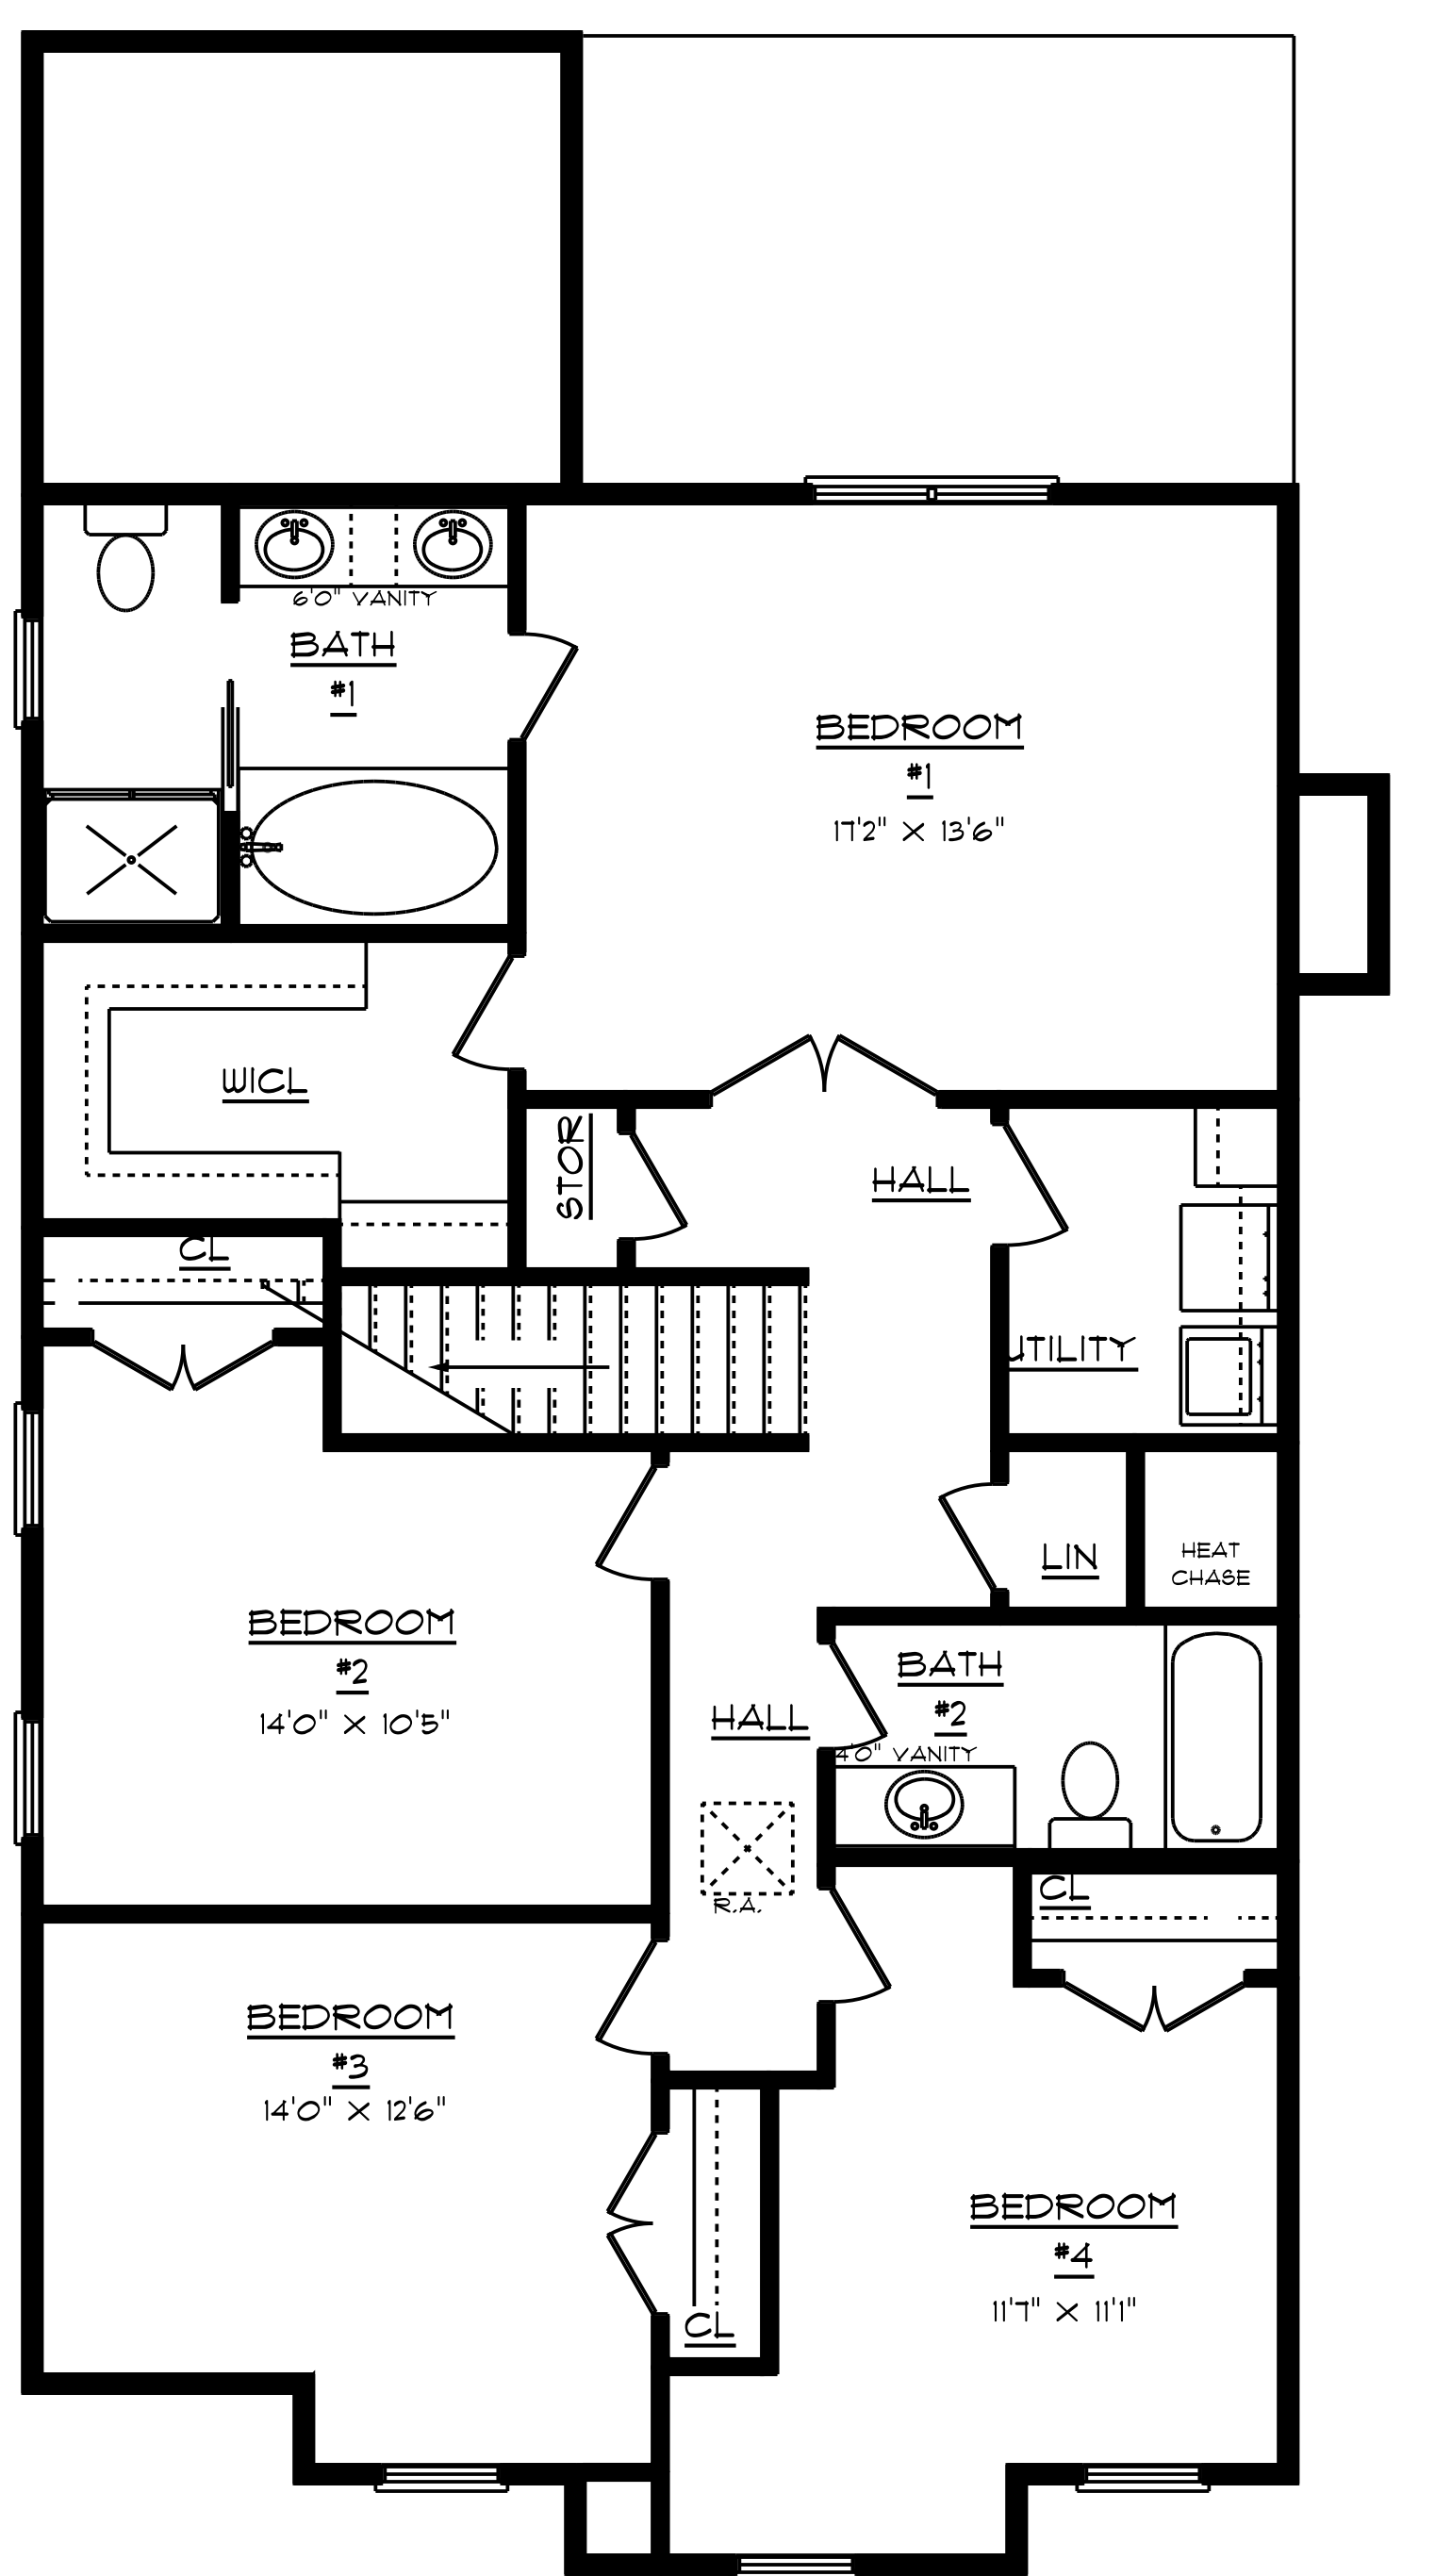 6'0" VANITY
BATH
#1
BEDROOM
#1
17'2" X 13'6"
WICL
STOR
HALL
CL
UTILITY
LIN
HEAT
CHASE
BEDROOM
#2
14'0" X 10'5"
BATH
#2
HALL
4'0" VANITY
CL
R.A.
BEDROOM
#3
14'0" X 12'6"
BEDROOM
#4
11'7" X 11'1"
CL